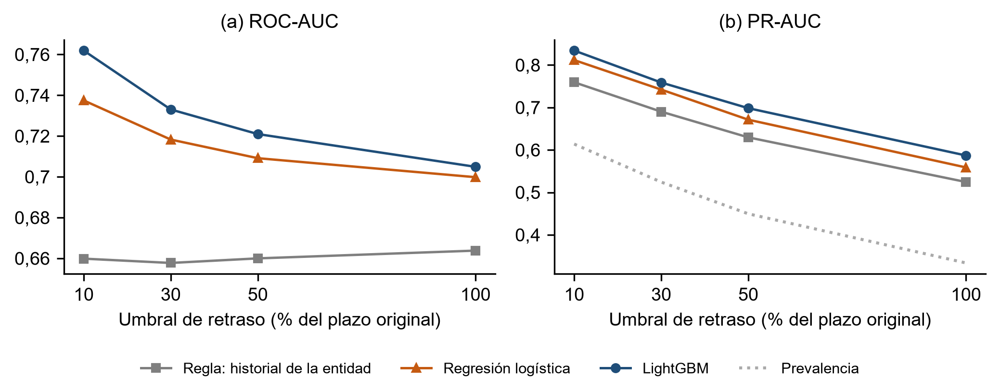 (a) ROC-AUC
0,76
0,74
0,72
0,7
0,68
0,66
10 30 50 100
Umbral de retraso (% del plazo original)
(b) PR-AUC
0,8
0,7
0,6
0,5
0,4
10 30 50 100
Umbral de retraso (% del plazo original)
Regla: historial de la entidad Regresión logística LightGBM Prevalencia